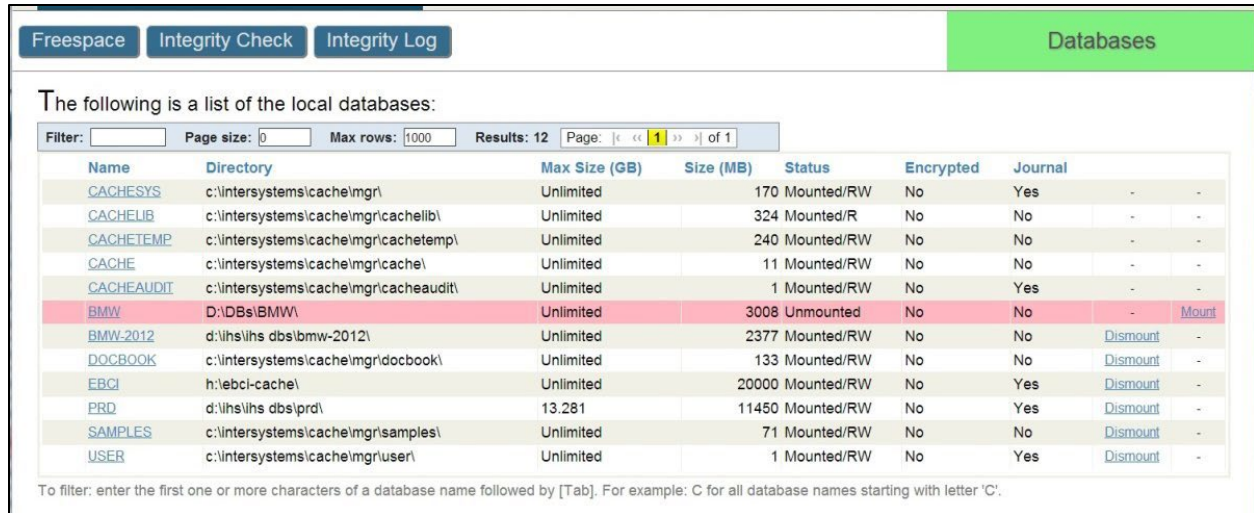 Freespace Integrity Check Integrity Log Databases
The following is a list of the local databases:
Filter: Page size: 0 Max rows: 1000 Results: 12 Page: |‹ ‹‹ 1 ›› ›| of 1
Name Directory Max Size (GB) Size (MB) Status Encrypted Journal
CACHESYS c:\intersystems\cache\mgr\ Unlimited 170 Mounted/RW No Yes - -
CACHELIB c:\intersystems\cache\mgr\cachelib\ Unlimited 324 Mounted/R No No - -
CACHETEMP c:\intersystems\cache\mgr\cachetemp\ Unlimited 240 Mounted/RW No No - -
CACHE c:\intersystems\cache\mgr\cache\ Unlimited 11 Mounted/RW No No - -
CACHEAUDIT c:\intersystems\cache\mgr\cacheaudit\ Unlimited 1 Mounted/RW No Yes - -
BMW D:\DBs\BMW\ Unlimited 3008 Unmounted No No - Mount
BMW-2012 d:\ihs\ihs dbs\bmw-2012\ Unlimited 2377 Mounted/RW No No Dismount -
DOCBOOK c:\intersystems\cache\mgr\docbook\ Unlimited 133 Mounted/RW No No Dismount -
EBCI h:\ebci-cache\ Unlimited 20000 Mounted/RW No Yes Dismount -
PRD d:\ihs\ihs dbs\prd\ 13.281 11450 Mounted/RW No Yes Dismount -
SAMPLES c:\intersystems\cache\mgr\samples\ Unlimited 71 Mounted/RW No No Dismount -
USER c:\intersystems\cache\mgr\user\ Unlimited 1 Mounted/RW No Yes Dismount -
To filter: enter the first one or more characters of a database name followed by [Tab]. For example: C for all database names starting with letter 'C'.